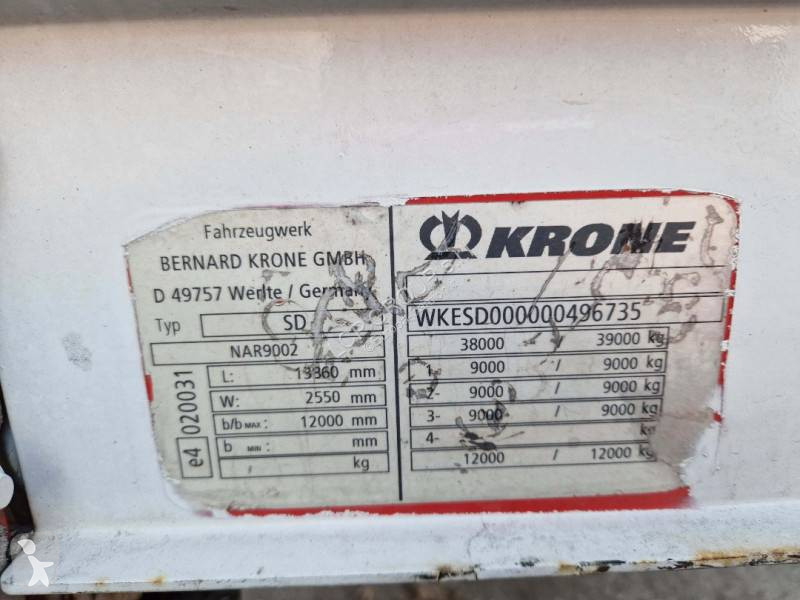 Fahrzeugwerk
BERNARD KRONE GMBH
D 49757 Werlte / Germany
Typ SD
NAR9002
e4 020031
L: 13360 mm
W: 2550 mm
b/b MAX: 12000 mm
b MIN: mm
/ kg
KRONE
WKESD000000496735
38000 / 39000 kg
1- 9000 / 9000 kg
2- 9000 / 9000 kg
3- 9000 / 9000 kg
4- kg
12000 / 12000 kg